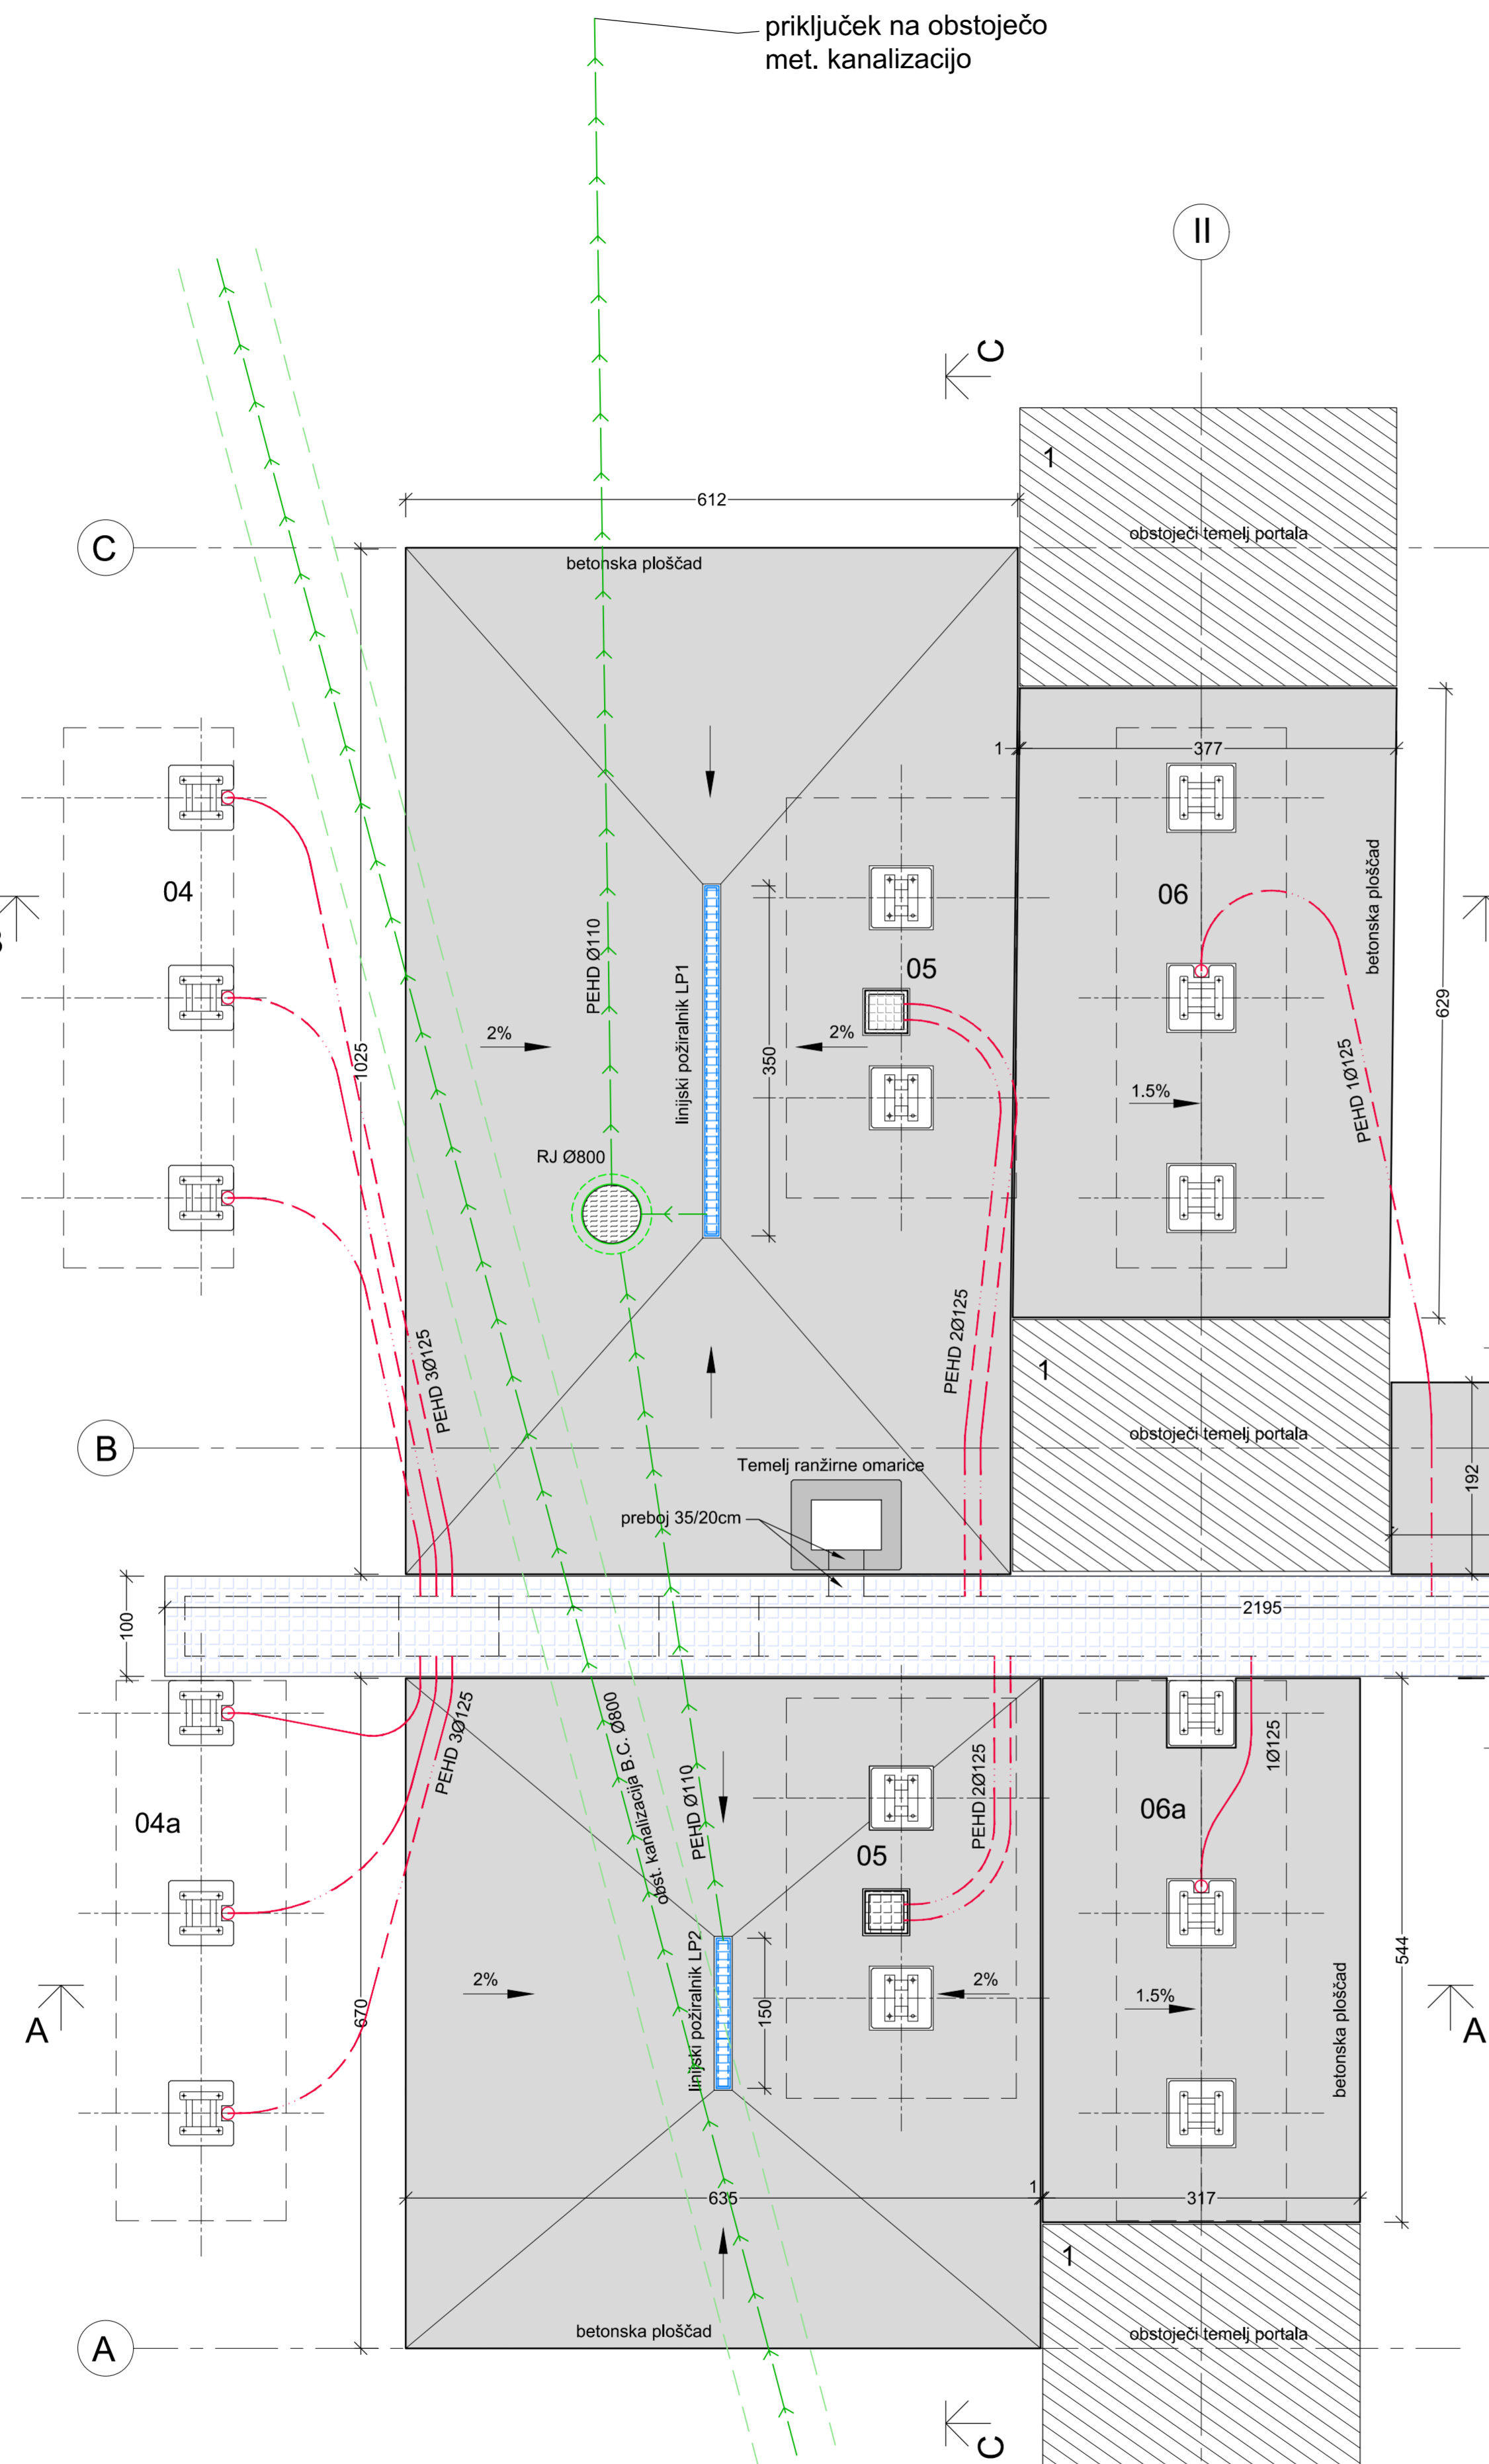 priključek na obstoječo
met. kanalizacijo
II
C
612
1
obstoječi temelj portala
C
betonska ploščad
1
377
04
06
betonska ploščad
05
PEHD Ø110
linijski požiralnik LP1
350
2%
2%
1025
629
1.5%
PEHD 1Ø125
RJ Ø800
PEHD 3Ø125
PEHD 2Ø125
1
B
obstoječi temelj portala
Temelj ranžirne omarice
192
preboj 35/20cm
100
2195
PEHD 3Ø125
obst. kanalizacija B.C. Ø800
PEHD Ø110
PEHD 2Ø125
1Ø125
04a
05
06a
linijski požiralnik LP2
150
2%
2%
1.5%
544
betonska ploščad
A
A
670
635
1
317
1
betonska ploščad
obstoječi temelj portala
A
C